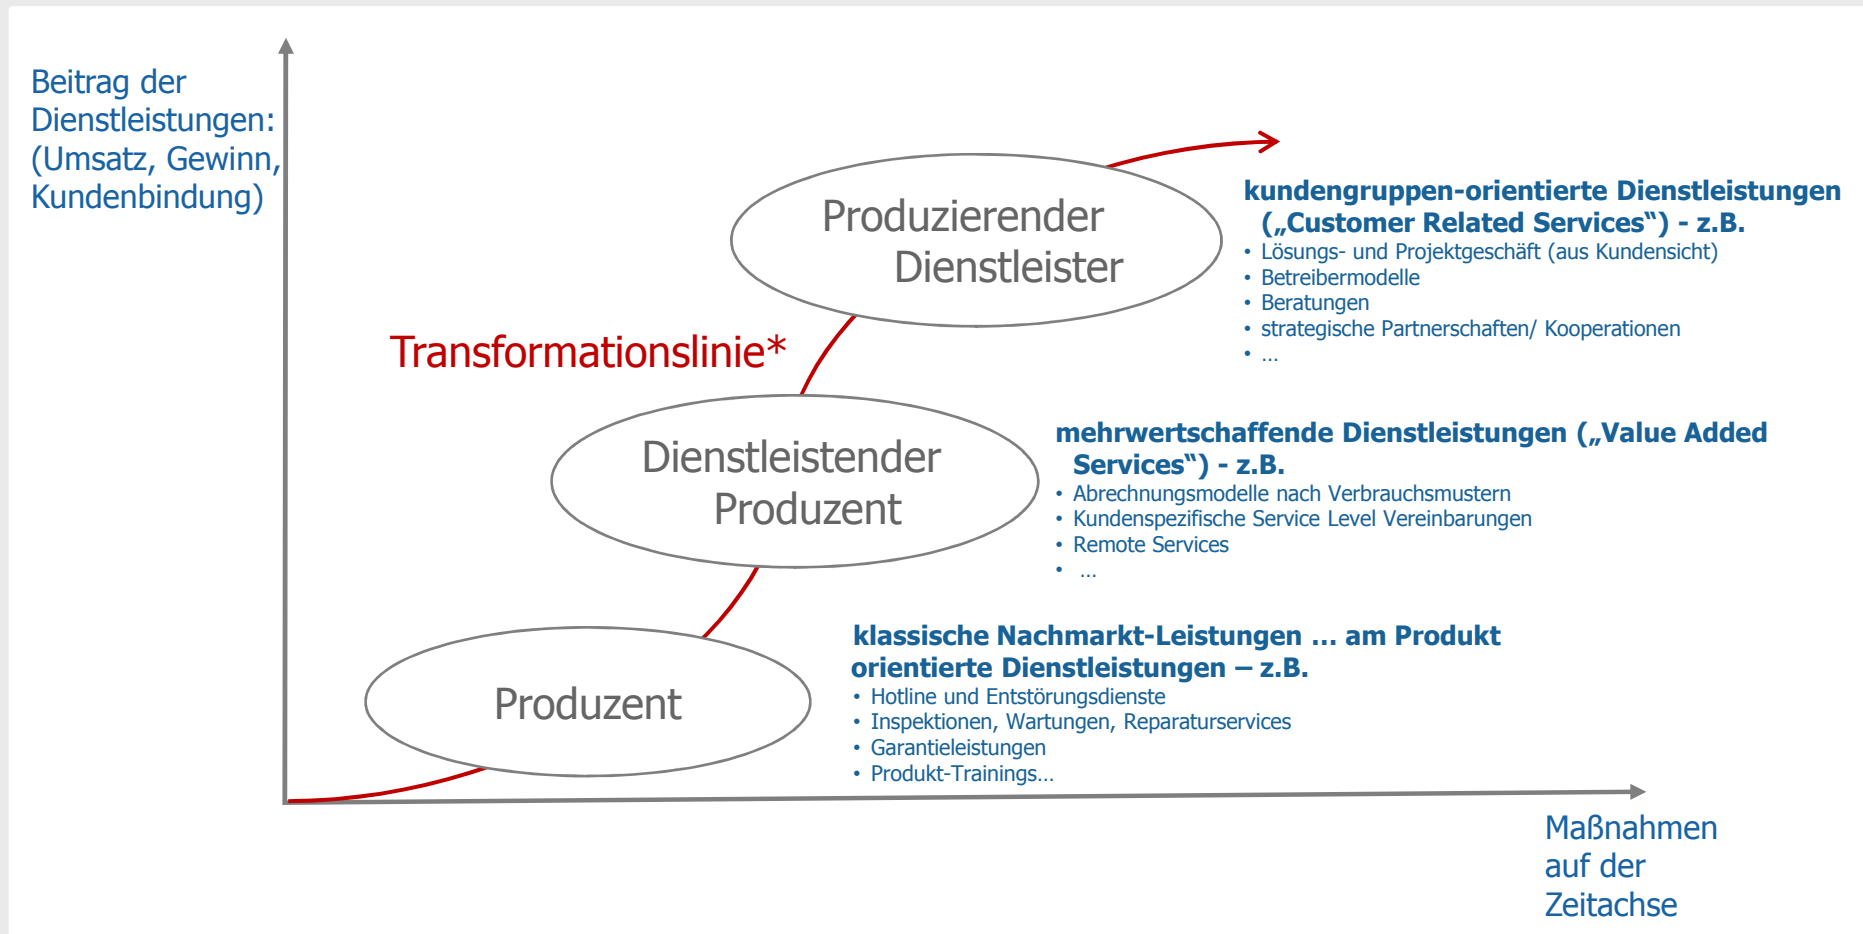 Beitrag der
Dienstleistungen:
(Umsatz, Gewinn,
Kundenbindung)
Produzierender
Dienstleister
kundengruppen-orientierte Dienstleistungen
(„Customer Related Services“) - z.B.
• Lösungs- und Projektgeschäft (aus Kundensicht)
• Betreibermodelle
• Beratungen
• strategische Partnerschaften/ Kooperationen
• …
Transformationslinie*
Dienstleistender
Produzent
mehrwertschaffende Dienstleistungen („Value Added
Services“) - z.B.
• Abrechnungsmodelle nach Verbrauchsmustern
• Kundenspezifische Service Level Vereinbarungen
• Remote Services
• …
Produzent
klassische Nachmarkt-Leistungen … am Produkt
orientierte Dienstleistungen – z.B.
• Hotline und Entstörungsdienste
• Inspektionen, Wartungen, Reparaturservices
• Garantieleistungen
• Produkt-Trainings…
Maßnahmen
auf der
Zeitachse